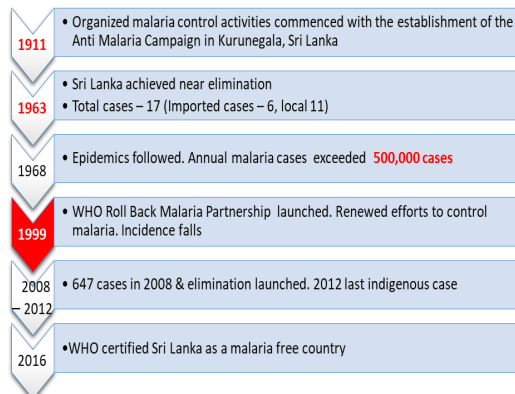 1911
• Organized malaria control activities commenced with the establishment of the
Anti Malaria Campaign in Kurunegala, Sri Lanka
1963
• Sri Lanka achieved near elimination
• Total cases – 17 (Imported cases – 6, local 11)
1968
• Epidemics followed. Annual malaria cases exceeded 500,000 cases
1999
• WHO Roll Back Malaria Partnership launched. Renewed efforts to control
malaria. Incidence falls
2008
– 2012
• 647 cases in 2008 & elimination launched. 2012 last indigenous case
2016
•WHO certified Sri Lanka as a malaria free country